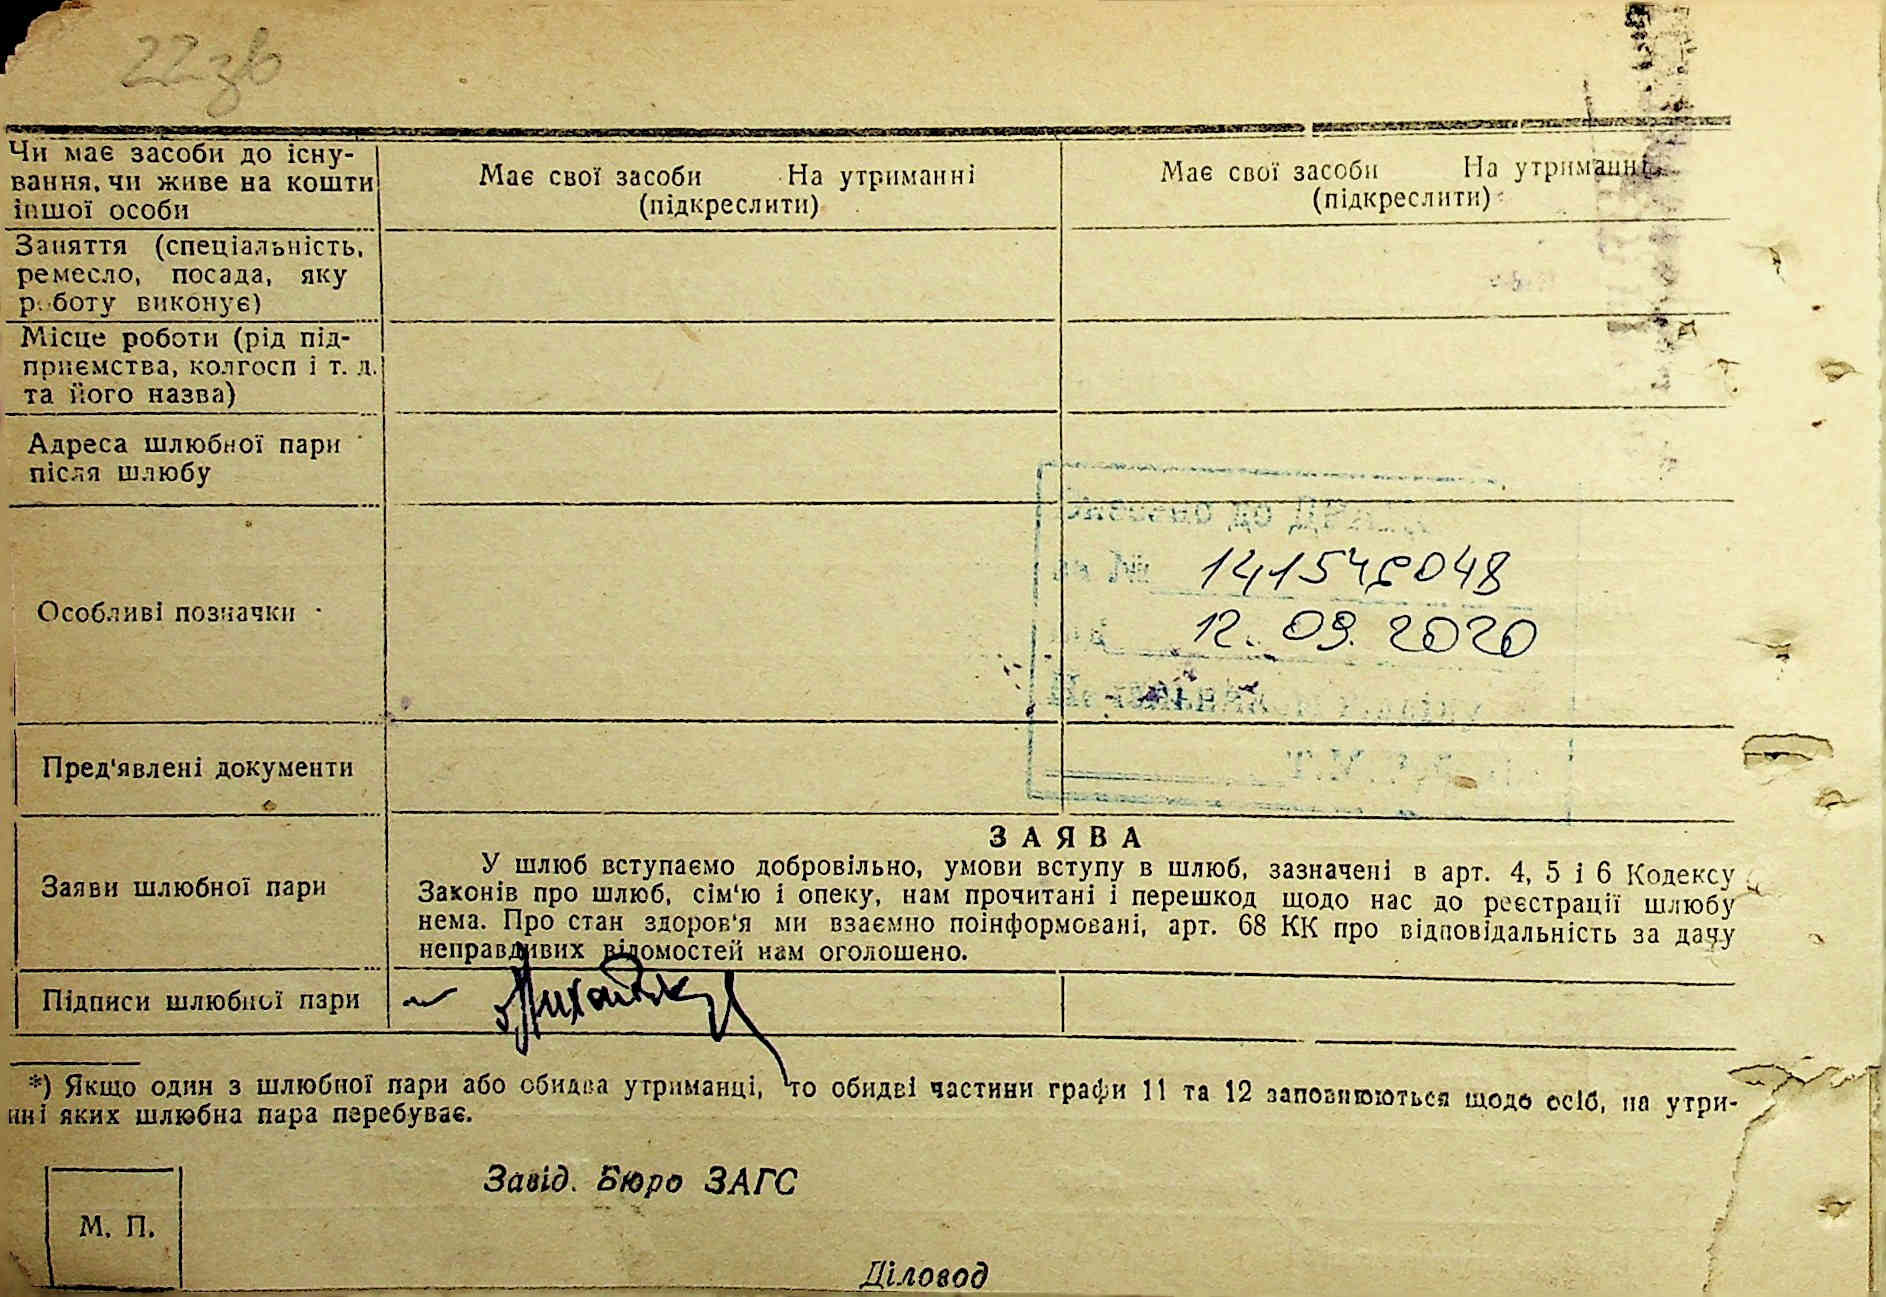 22зв
Чи має засоби до існу-
вання, чи живе на кошти
іншої особи
Має свої засоби На утриманні
(підкреслити)
Має свої засоби На утриманні
(підкреслити)
Заняття (спеціальність,
ремесло, посада, яку
роботу виконує)
Місце роботи (рід під-
приємства, колгосп і т. д.
та його назва)
Адреса шлюбної пари
після шлюбу
Особливі позначки
141548048
12. 09. 2020
Пред'явлені документи
ЗАЯВА
Заяви шлюбної пари
У шлюб вступаємо добровільно, умови вступу в шлюб, зазначені в арт. 4, 5 і 6 Кодексу
Законів про шлюб, сім'ю і опеку, нам прочитані і перешкод щодо нас до реєстрації шлюбу
нема. Про стан здоров'я ми взаємно поінформовані, арт. 68 КК про відповідальність за дачу
неправдивих відомостей нам оголошено.
Підписи шлюбної пари
*) Якщо один з шлюбної пари або обидва утриманці, то обидві частини графи 11 та 12 заповнюються щодо осіб, на утри-
нні яких шлюбна пара перебуває.
Завід. Бюро ЗАГС
М. П.
Діловод